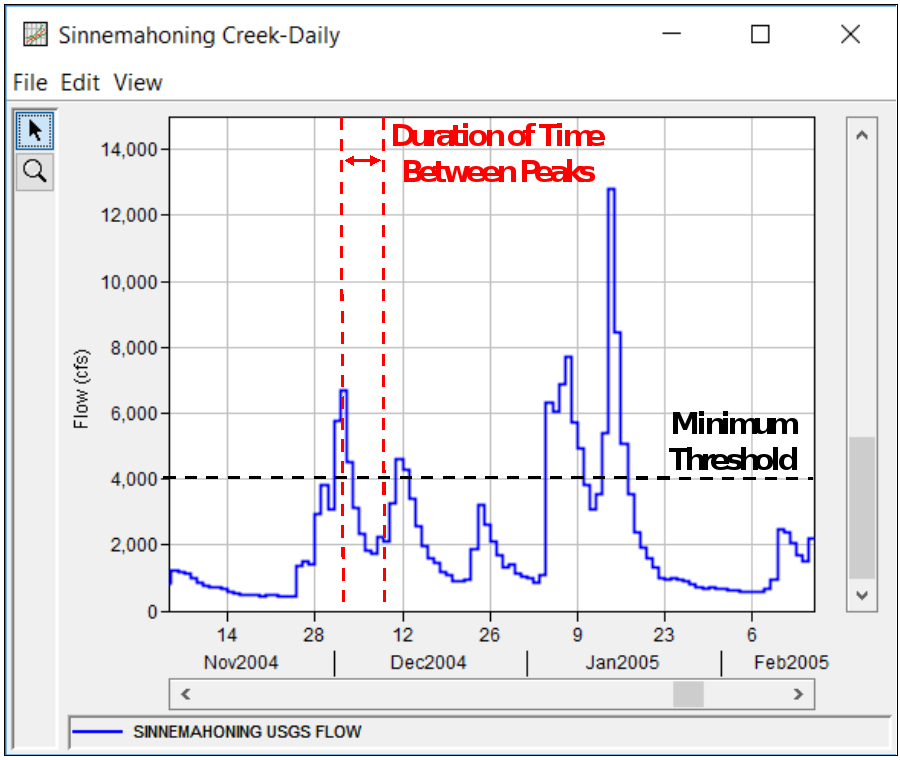 Sinnemahoning Creek-Daily
File Edit View
Duration of Time
Between Peaks
14,000
12,000
10,000
8,000
6,000
4,000
2,000
0
Flow (cfs)
Minimum
Threshold
14 28 12 26 9 23 6
Nov2004 Dec2004 Jan2005 Feb2005
SINNEMAHONING USGS FLOW